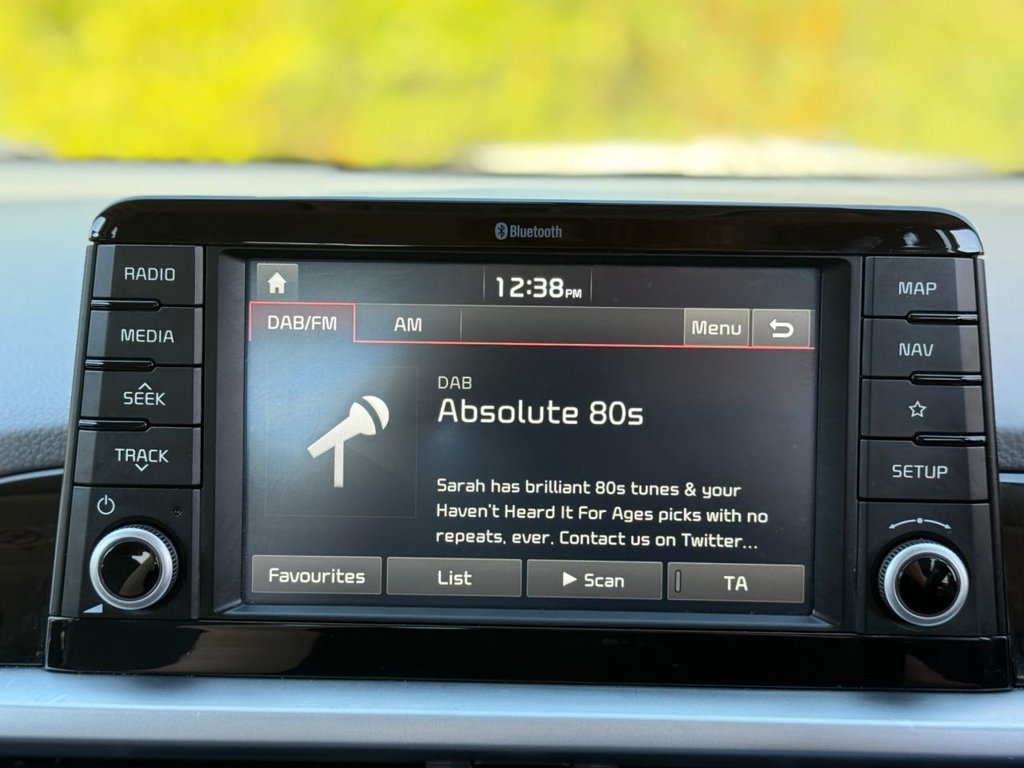 Bluetooth
RADIO
MEDIA
SEEK
TRACK
12:38PM
DAB/FM
AM
Menu
DAB
Absolute 80s
Sarah has brilliant 80s tunes & your
Haven't Heard It For Ages picks with no
repeats, ever. Contact us on Twitter...
Favourites
List
Scan
TA
MAP
NAV
SETUP